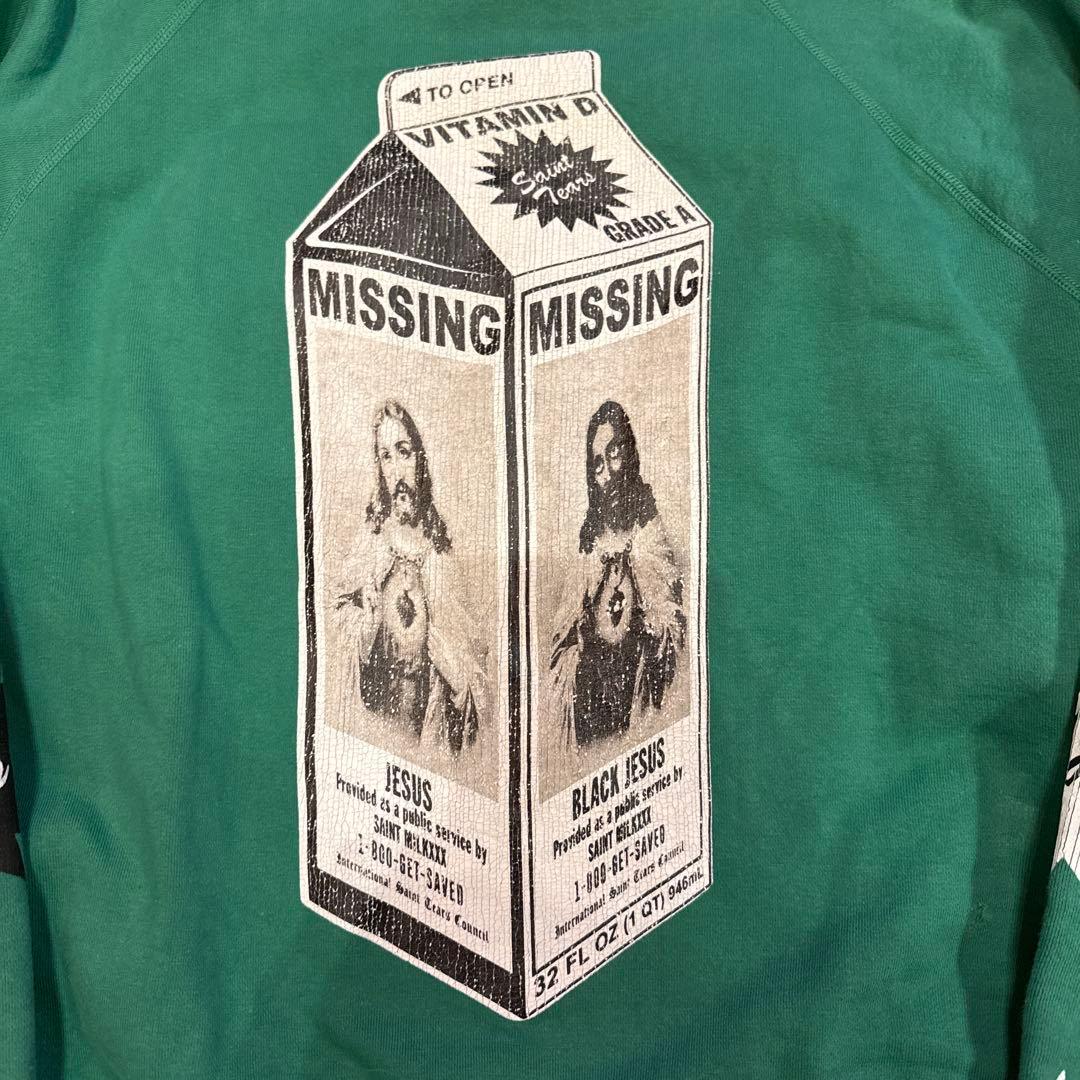 TO OPEN
VITAMIN D
Saint
Tears
GRADE A
MISSING
JESUS
Provided as a public service by
SAINT MILKXXX
1-800-GET-SAVED
International Saint Tears Council
MISSING
BLACK JESUS
Provided as a public service by
SAINT MILKXXX
1-800-GET-SAVED
International Saint Tears Council
32 FL OZ (1 QT) 946mL